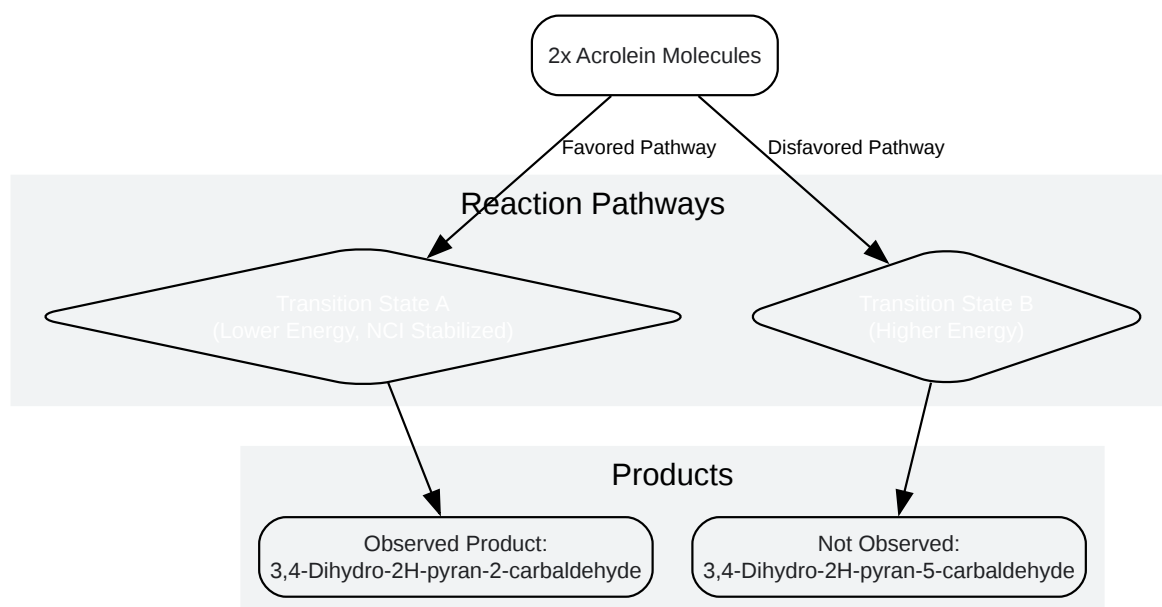 2x Acrolein Molecules
Favored Pathway
Disfavored Pathway
Reaction Pathways
Transition State A
(Lower Energy, NCI Stabilized)
Transition State B
(Higher Energy)
Products
Observed Product:
3,4-Dihydro-2H-pyran-2-carbaldehyde
Not Observed:
3,4-Dihydro-2H-pyran-5-carbaldehyde